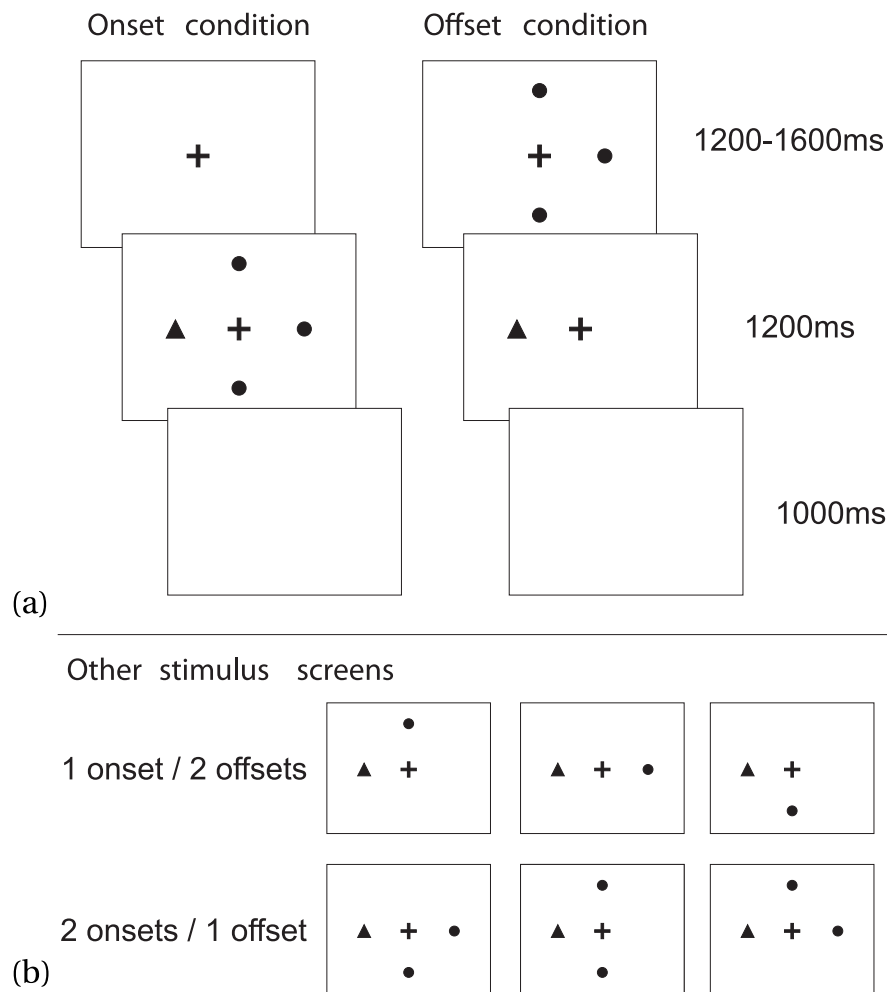 Onset condition
Offset condition
1200-1600ms
1200ms
1000ms
(a)
Other stimulus screens
1 onset / 2 offsets
2 onsets / 1 offset
(b)